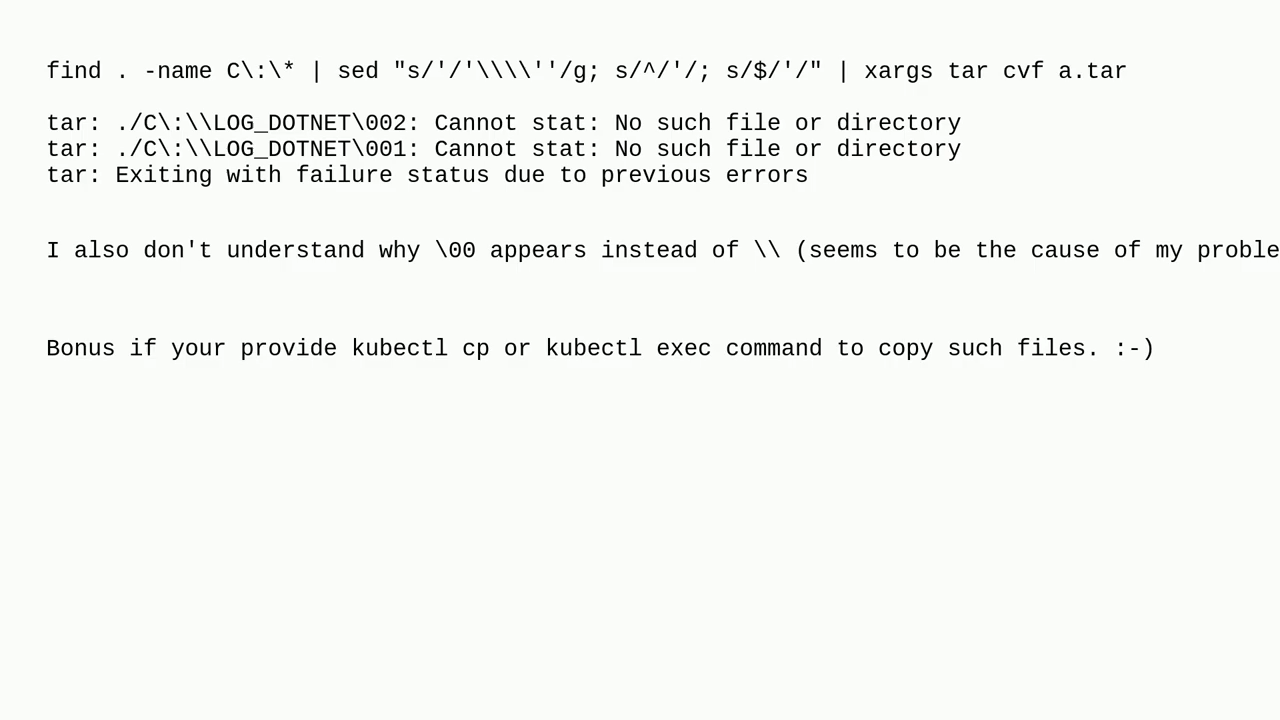 find . -name C\:\* | sed "s/'/'\\\\''/g; s/^/'/; s/$/'/" | xargs tar cvf a.tar
tar: ./C\:\\LOG_DOTNET\002: Cannot stat: No such file or directory
tar: ./C\:\\LOG_DOTNET\001: Cannot stat: No such file or directory
tar: Exiting with failure status due to previous errors
I also don't understand why \00 appears instead of \\ (seems to be the cause of my proble
Bonus if your provide kubectl cp or kubectl exec command to copy such files. :-)